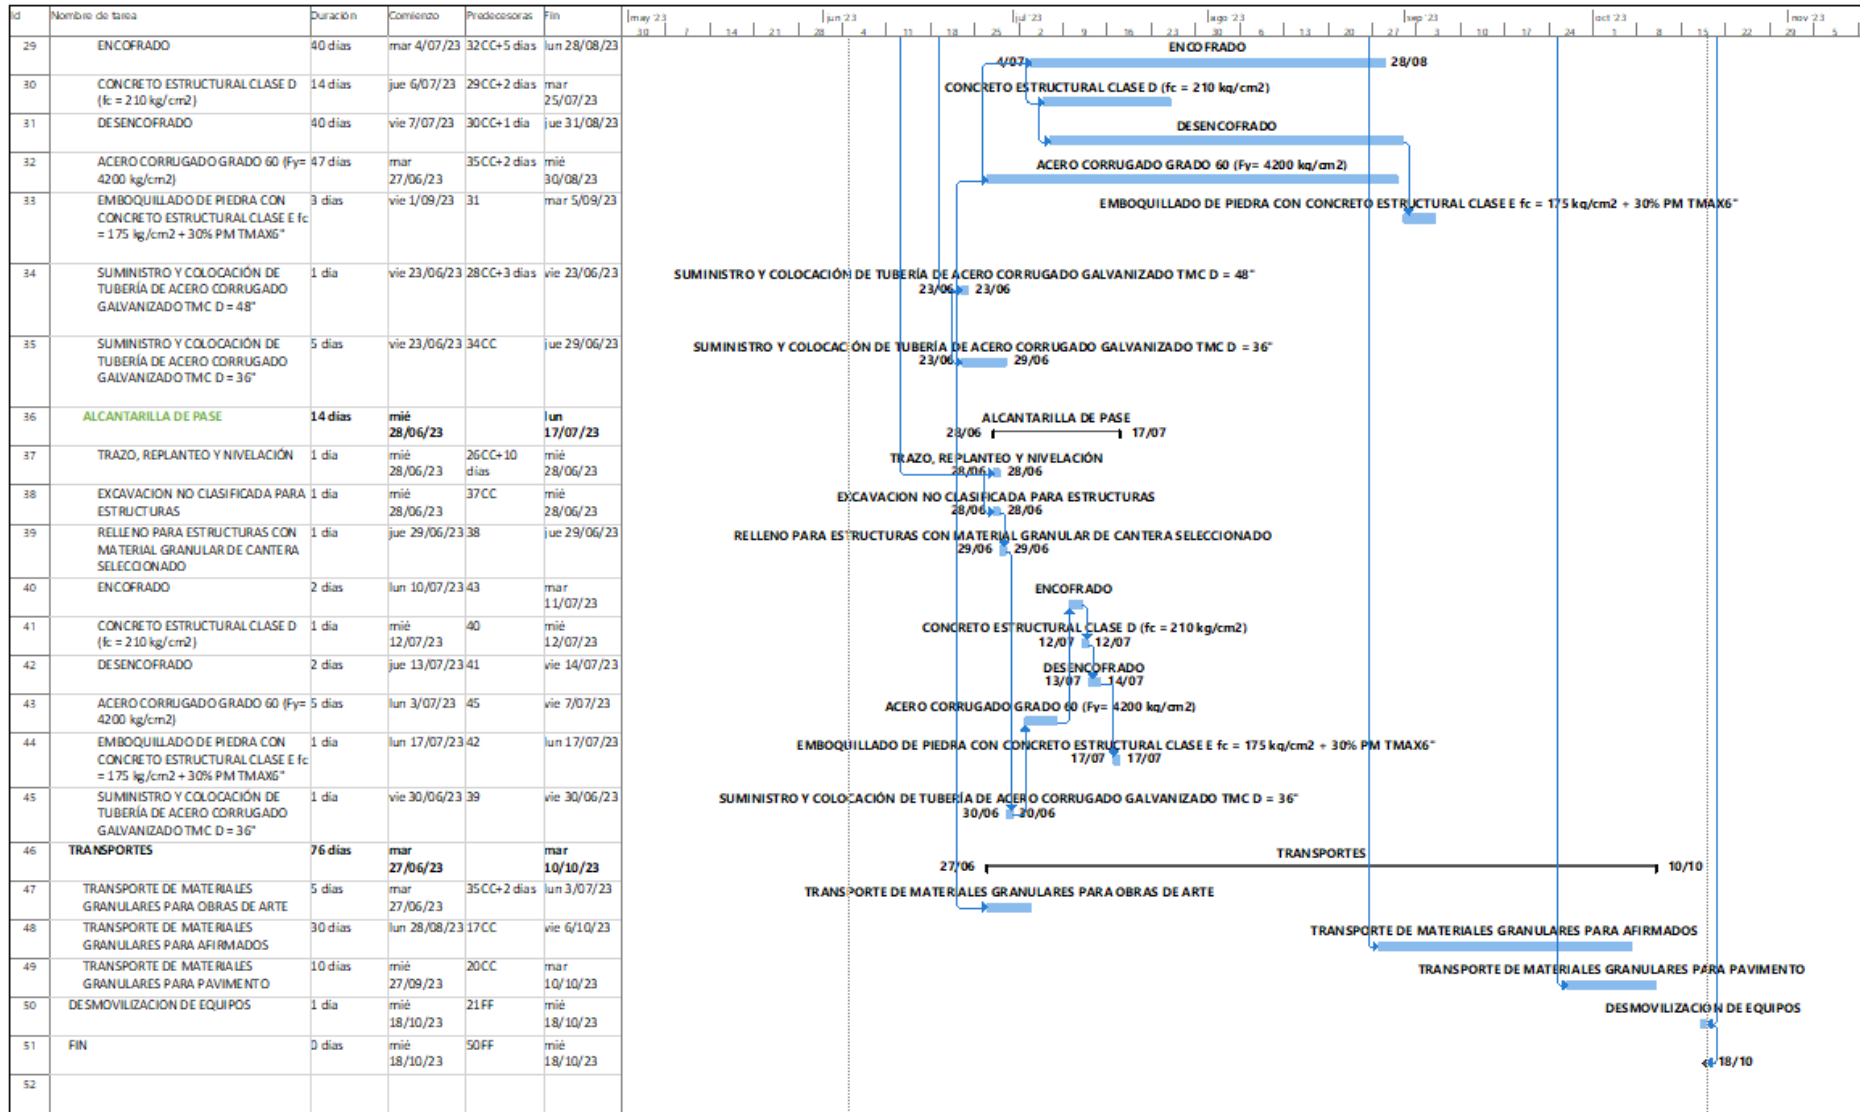 Id Nombre de tarea Duración Comienzo Predecesoras Fin may '23 jun '23 jul '23 ago '23 sep '23 oct '23 nov '23
30 7 14 21 28 4 11 18 25 2 9 16 23 30 6 13 20 27 3 10 17 24 1 8 15 22 29 5
29 ENCOFRADO 40 días mar 4/07/23 32CC+5 días lun 28/08/23
ENCOFRADO
4/07 28/08
30 CONCRETO ESTRUCTURAL CLASE D 14 días jue 6/07/23 29CC+2 días mar
(fc = 210 kg/cm2) 25/07/23
CONCRETO ESTRUCTURAL CLASE D (fc = 210 kg/cm2)
31 DESENCOFRADO 40 días vie 7/07/23 30CC+1 día jue 31/08/23
DESENCOFRADO
32 ACERO CORRUGADO GRADO 60 (Fy= 47 días mar 35CC+2 días mié
4200 kg/cm2) 27/06/23 30/08/23
ACERO CORRUGADO GRADO 60 (Fy= 4200 kg/cm2)
33 EMBOQUILLADO DE PIEDRA CON 3 días vie 1/09/23 31 mar 5/09/23
CONCRETO ESTRUCTURAL CLASE E fc
= 175 kg/cm2 + 30% PM TMAX6"
EMBOQUILLADO DE PIEDRA CON CONCRETO ESTRUCTURAL CLASE E fc = 175 kg/cm2 + 30% PM TMAX6"
34 SUMINISTRO Y COLOCACIÓN DE 1 día vie 23/06/23 28CC+3 días vie 23/06/23
TUBERÍA DE ACERO CORRUGADO
GALVANIZADO TMC D = 48"
SUMINISTRO Y COLOCACIÓN DE TUBERÍA DE ACERO CORRUGADO GALVANIZADO TMC D = 48"
23/06 23/06
35 SUMINISTRO Y COLOCACIÓN DE 5 días vie 23/06/23 34CC jue 29/06/23
TUBERÍA DE ACERO CORRUGADO
GALVANIZADO TMC D = 36"
SUMINISTRO Y COLOCACIÓN DE TUBERÍA DE ACERO CORRUGADO GALVANIZADO TMC D = 36"
23/06 29/06
36 ALCANTARILLA DE PASE 14 días mié lun
28/06/23 17/07/23
ALCANTARILLA DE PASE
28/06 17/07
37 TRAZO, REPLANTEO Y NIVELACIÓN 1 día mié 26CC+10 mié
28/06/23 días 28/06/23
TRAZO, REPLANTEO Y NIVELACIÓN
28/06 28/06
38 EXCAVACION NO CLASIFICADA PARA 1 día mié 37CC mié
ESTRUCTURAS 28/06/23 28/06/23
EXCAVACION NO CLASIFICADA PARA ESTRUCTURAS
28/06 28/06
39 RELLENO PARA ESTRUCTURAS CON 1 día jue 29/06/23 38 jue 29/06/23
MATERIAL GRANULAR DE CANTERA
SELECCIONADO
RELLENO PARA ESTRUCTURAS CON MATERIAL GRANULAR DE CANTERA SELECCIONADO
29/06 29/06
40 ENCOFRADO 2 días lun 10/07/23 43 mar
11/07/23
ENCOFRADO
41 CONCRETO ESTRUCTURAL CLASE D 1 día mié 40 mié
(fc = 210 kg/cm2) 12/07/23 12/07/23
CONCRETO ESTRUCTURAL CLASE D (fc = 210 kg/cm2)
12/07 12/07
42 DESENCOFRADO 2 días jue 13/07/23 41 vie 14/07/23
DESENCOFRADO
13/07 14/07
43 ACERO CORRUGADO GRADO 60 (Fy= 5 días lun 3/07/23 45 vie 7/07/23
4200 kg/cm2)
ACERO CORRUGADO GRADO 60 (Fy= 4200 kg/cm2)
44 EMBOQUILLADO DE PIEDRA CON 1 día lun 17/07/23 42 lun 17/07/23
CONCRETO ESTRUCTURAL CLASE E fc
= 175 kg/cm2 + 30% PM TMAX6"
EMBOQUILLADO DE PIEDRA CON CONCRETO ESTRUCTURAL CLASE E fc = 175 kg/cm2 + 30% PM TMAX6"
17/07 17/07
45 SUMINISTRO Y COLOCACIÓN DE 1 día vie 30/06/23 39 vie 30/06/23
TUBERÍA DE ACERO CORRUGADO
GALVANIZADO TMC D = 36"
SUMINISTRO Y COLOCACIÓN DE TUBERÍA DE ACERO CORRUGADO GALVANIZADO TMC D = 36"
30/06 30/06
46 TRANSPORTES 76 días mar mar
27/06/23 10/10/23
TRANSPORTES
27/06 10/10
47 TRANSPORTE DE MATERIALES 5 días mar 35CC+2 días lun 3/07/23
GRANULARES PARA OBRAS DE ARTE 27/06/23
TRANSPORTE DE MATERIALES GRANULARES PARA OBRAS DE ARTE
48 TRANSPORTE DE MATERIALES 30 días lun 28/08/23 17CC vie 6/10/23
GRANULARES PARA AFIRMADOS
TRANSPORTE DE MATERIALES GRANULARES PARA AFIRMADOS
49 TRANSPORTE DE MATERIALES 10 días mié 20CC mar
GRANULARES PARA PAVIMENTO 27/09/23 10/10/23
TRANSPORTE DE MATERIALES GRANULARES PARA PAVIMENTO
50 DESMOVILIZACION DE EQUIPOS 1 día mié 21FF mié
18/10/23 18/10/23
DESMOVILIZACION DE EQUIPOS
51 FIN 0 días mié 50FF mié
18/10/23 18/10/23
18/10
52